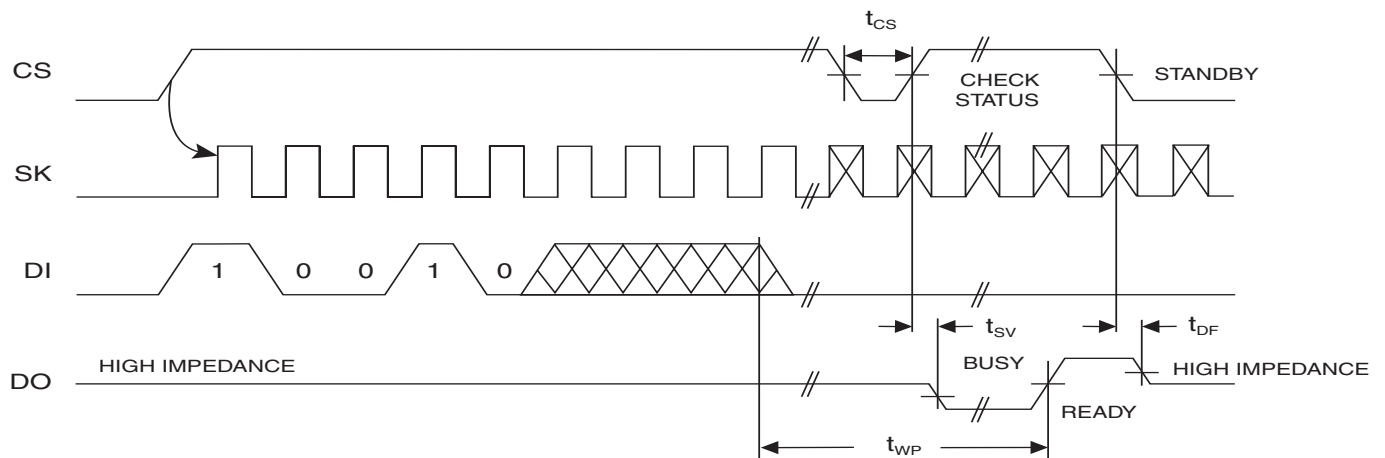 tCS
CS
CHECK
STATUS
STANDBY
SK
DI
1 0 0 1 0
tSV
tDF
HIGH IMPEDANCE
BUSY
HIGH IMPEDANCE
DO
READY
tWP